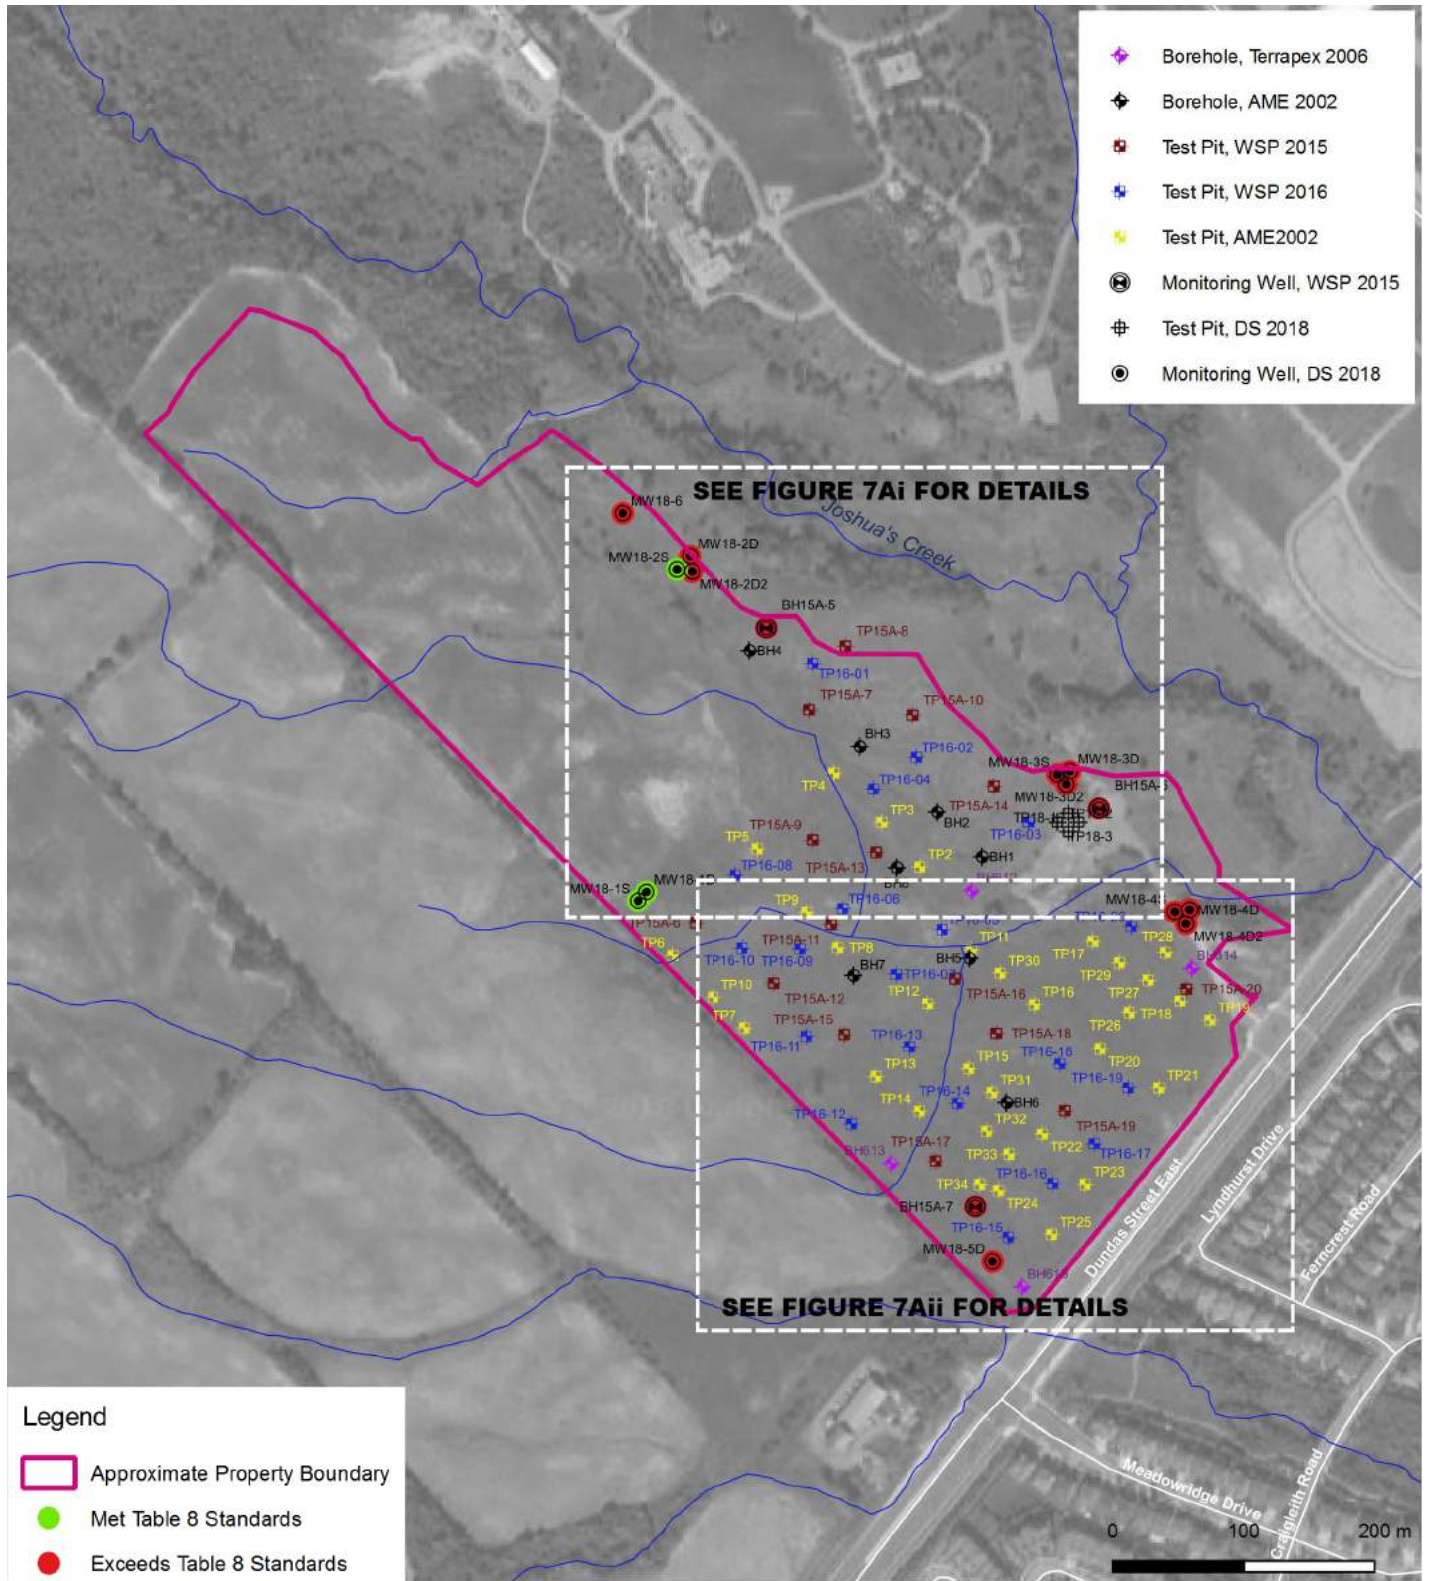 Borehole, Terrapex 2006
Borehole, AME 2002
Test Pit, WSP 2015
Test Pit, WSP 2016
Test Pit, AME2002
Monitoring Well, WSP 2015
Test Pit, DS 2018
Monitoring Well, DS 2018
SEE FIGURE 7Ai FOR DETAILS
MW18-6
Joshua's Creek
MW18-2D
MW18-2S
MW18-2D2
BH15A-5
TP15A-8
BH4
TP16-01
TP15A-7
TP15A-10
BH3
TP16-02
MW18-3S
MW18-3D
TP4
TP16-04
BH15A-6
MW18-3D2
TP15A-14
TP3
BH2
TP16-03
TP18-3
TP15A-9
TP5
TP15A-13
TP2
BH1
TP16-08
MW18-1S
MW18-1D
TP9
TP16-06
MW18-4S
MW18-4D
MW18-4D2
TP15A-6
TP6
TP16-10
TP16-09
TP15A-11
TP8
BH5
TP11
TP17
TP28
BH614
BH7
TP30
TP29
TP10
TP15A-12
TP12
TP15A-16
TP16
TP27
TP15A-20
TP7
TP15A-15
TP26
TP18
TP19
TP16-11
TP16-13
TP15A-18
TP16-18
TP20
TP13
TP15
TP16-19
TP21
TP14
TP16-14
TP31
BH6
TP16-12
TP32
TP15A-19
BH613
TP15A-17
TP33
TP22
TP16-17
TP34
TP16-16
TP23
BH15A-7
TP24
TP16-15
TP25
MW18-5D
SEE FIGURE 7Aii FOR DETAILS
Dundas Street East
Lyndhurst Drive
Ferncrest Road
Meadowridge Drive
Craigleith Road
Legend
Approximate Property Boundary
Met Table 8 Standards
Exceeds Table 8 Standards
0 100 200 m